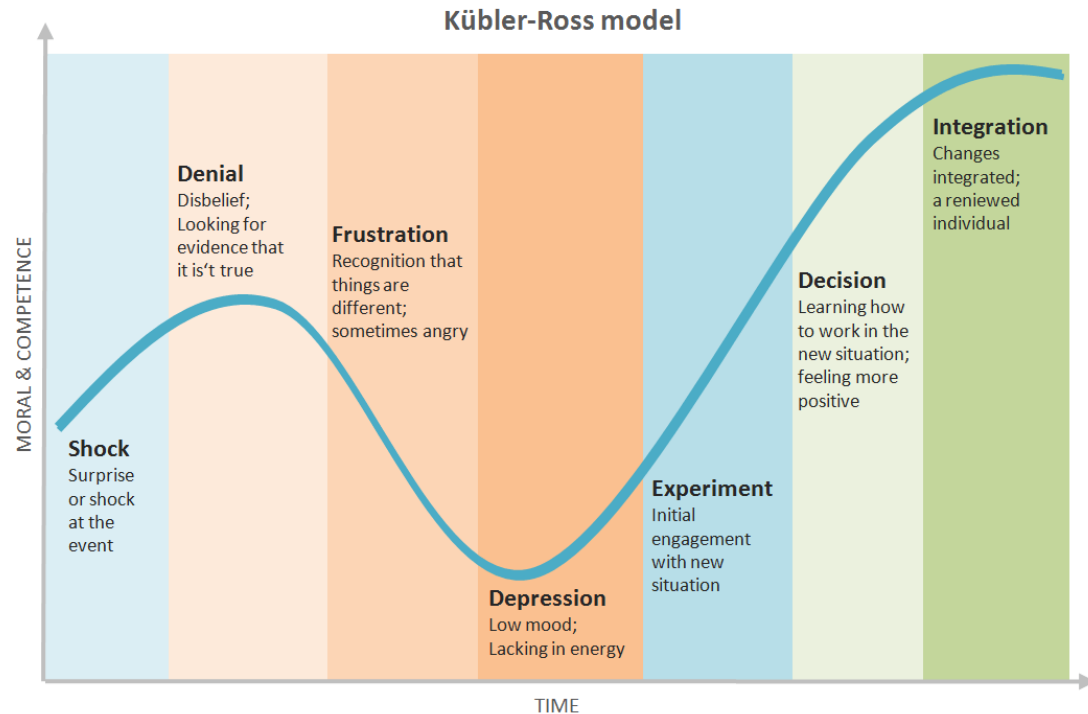 Kübler-Ross model
MORAL & COMPETENCE
Shock
Surprise
or shock
at the
event
Denial
Disbelief;
Looking for
evidence that
it is‘t true
Frustration
Recognition that
things are
different;
sometimes angry
Depression
Low mood;
Lacking in energy
Experiment
Initial
engagement
with new
situation
Decision
Learning how
to work in the
new situation;
feeling more
positive
Integration
Changes
integrated;
a reniewed
individual
TIME